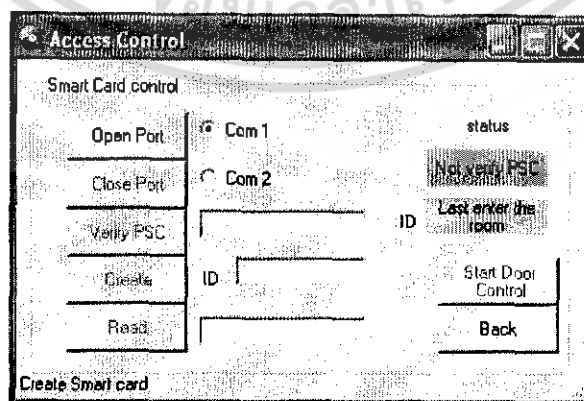 Access Control
Smart Card control
Open Port
Com 1
status
Close Port
Com 2
Not verify PSC
Verify PSC
ID
Last enter the
room
Create
ID
Start Door
Control
Read
Back
Create Smart card